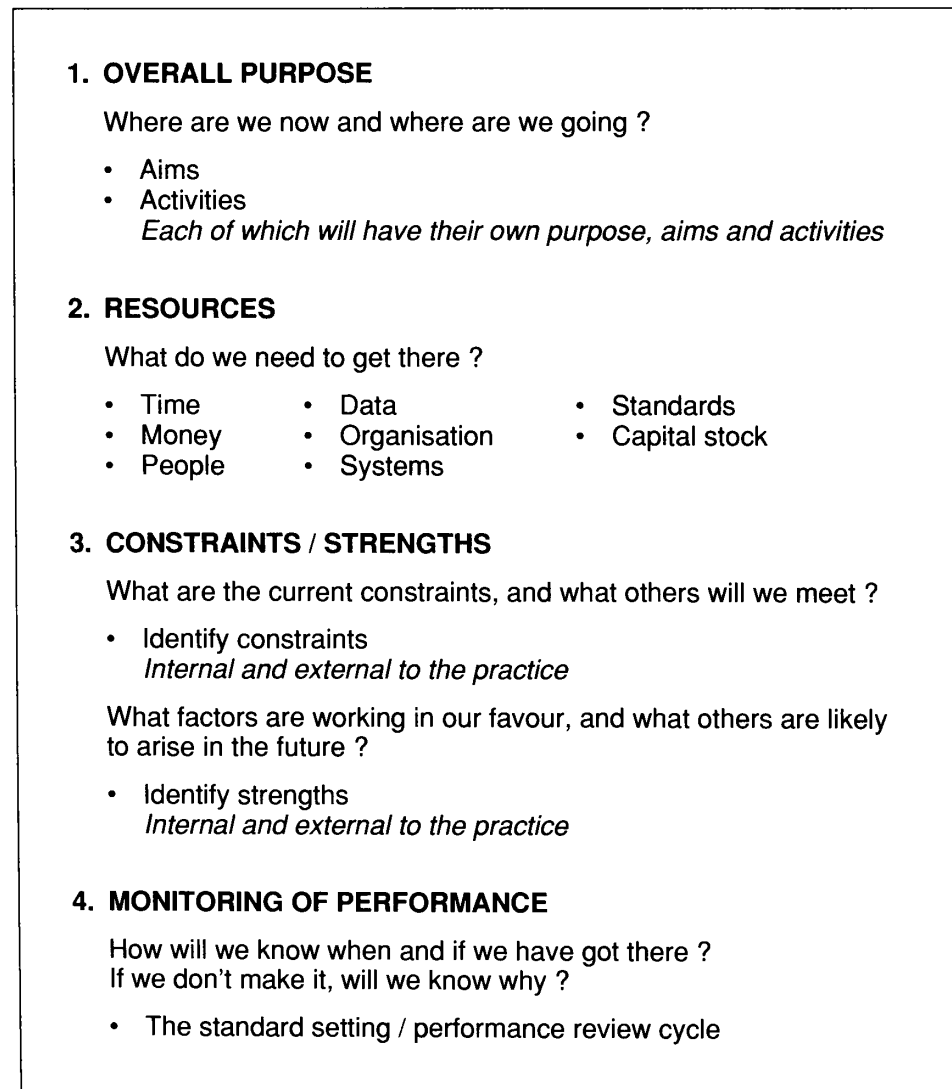 1. OVERALL PURPOSE
Where are we now and where are we going ?
• Aims
• Activities
Each of which will have their own purpose, aims and activities
2. RESOURCES
What do we need to get there ?
• Time • Data • Standards
• Money • Organisation • Capital stock
• People • Systems
3. CONSTRAINTS / STRENGTHS
What are the current constraints, and what others will we meet ?
• Identify constraints
Internal and external to the practice
What factors are working in our favour, and what others are likely
to arise in the future ?
• Identify strengths
Internal and external to the practice
4. MONITORING OF PERFORMANCE
How will we know when and if we have got there ?
If we don't make it, will we know why ?
• The standard setting / performance review cycle